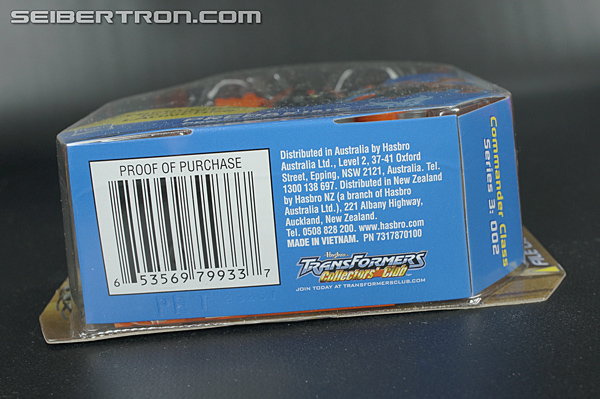 SEIBERTRON.COM
PROOF OF PURCHASE
6 53569 79933 7
Distributed in Australia by Hasbro
Australia Ltd., Level 2, 37-41 Oxford
Street, Epping, NSW 2121, Australia. Tel.
1300 138 697. Distributed in New Zealand
by Hasbro NZ (a branch of Hasbro
Australia Ltd.), 221 Albany Highway,
Auckland, New Zealand.
Tel. 0508 828 200. www.hasbro.com
MADE IN VIETNAM. PN 7317870100
Hasbro
TRANSFORMERS
Collectors' Club
JOIN TODAY AT TRANSFORMERSCLUB.COM
Commander Class
Series 3: 002